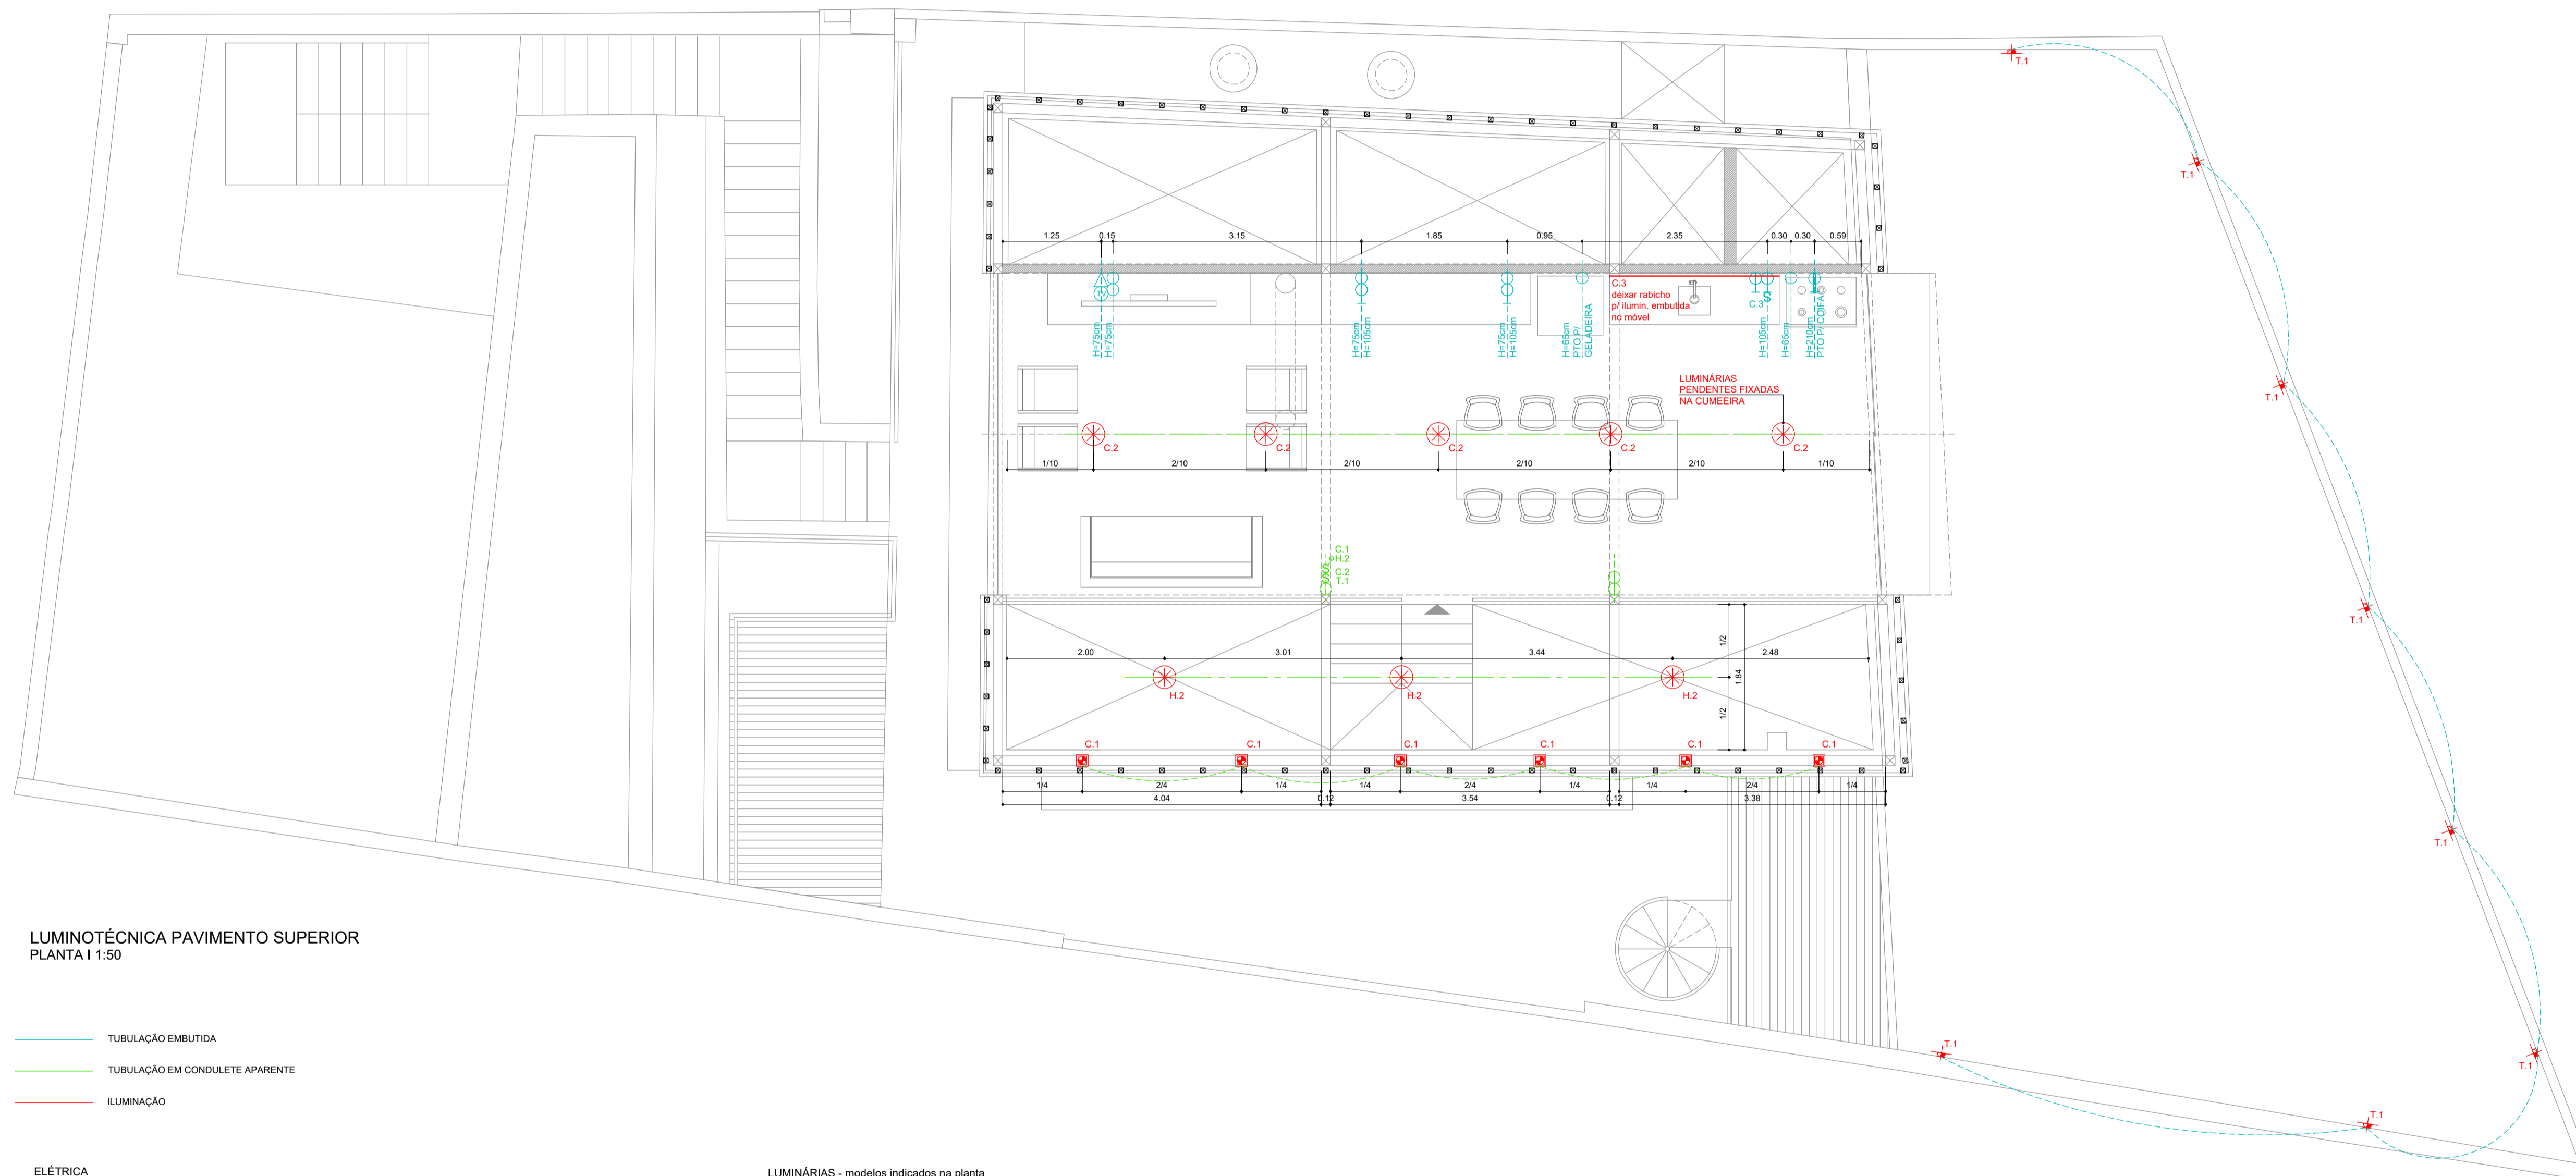 T.1
T.1
1.25
0.15
3.15
1.85
0.95
2.35
0.30
0.30
0.59
TV
C.3
deixar rabicho
p/ ilumin. embutida
no móvel
C.3
S
H=75cm
H=75cm
H=75cm
H=105cm
H=75cm
H=105cm
H=65cm
PTO P/
GELADEIRA
H=105cm
H=65cm
H=210cm
PTO P/ COIFA
LUMINÁRIAS
PENDENTES FIXADAS
NA CUMEEIRA
T.1
C.2
C.2
C.2
C.2
C.2
1/10
2/10
2/10
2/10
2/10
1/10
C.1
H.2
C.2
T.1
SSS
T.1
2.00
3.01
3.44
2.48
1/2
1.84
1/2
H.2
H.2
H.2
C.1
C.1
C.1
C.1
C.1
C.1
1/4
2/4
1/4
1/4
2/4
1/4
1/4
2/4
1/4
4.04
0.12
3.54
0.12
3.38
T.1
LUMINOTÉCNICA PAVIMENTO SUPERIOR
PLANTA I 1:50
TUBULAÇÃO EMBUTIDA
TUBULAÇÃO EM CONDULETE APARENTE
ILUMINAÇÃO
T.1
T.1
T.1
ELÉTRICA
LUMINÁRIAS - modelos indicados na planta